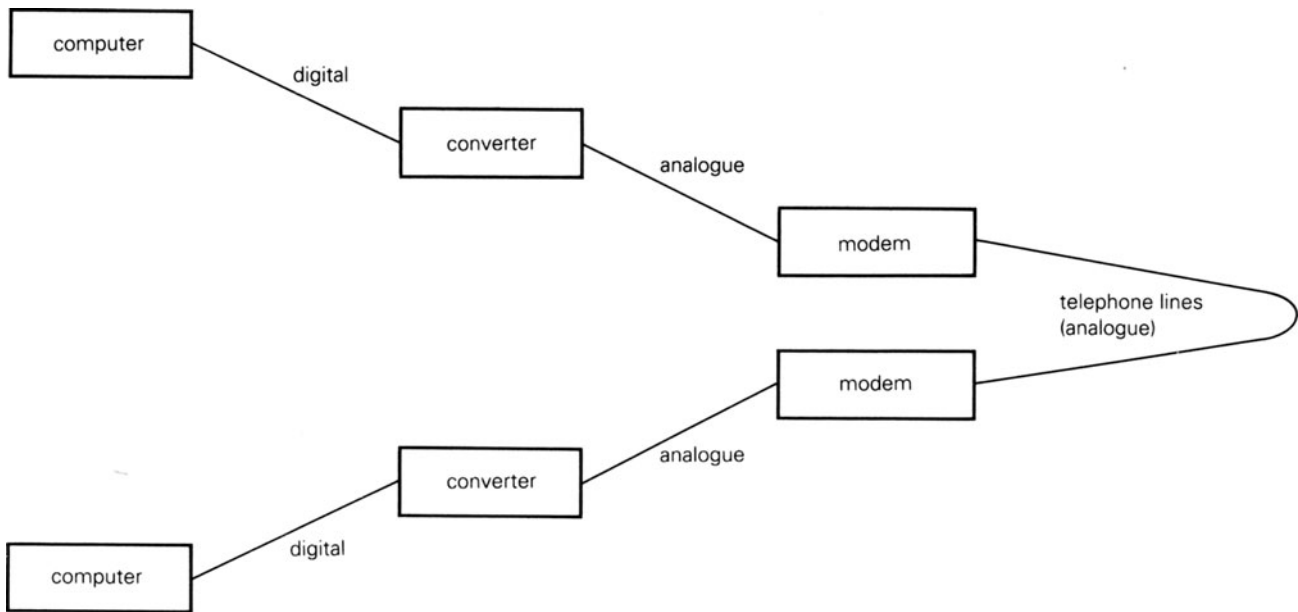 computer
digital
converter
analogue
modem
telephone lines
(analogue)
modem
analogue
converter
digital
computer